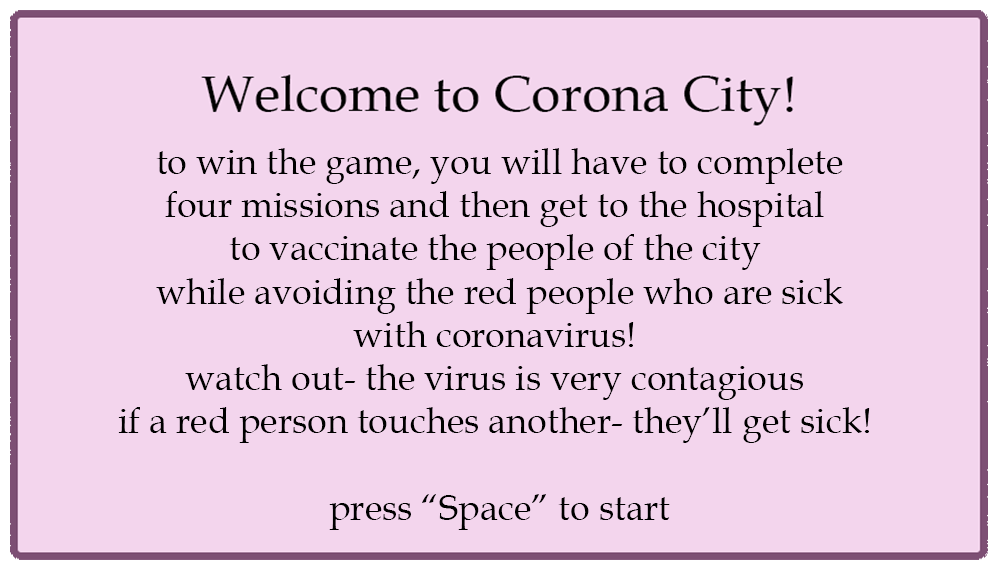 Welcome to Corona City!
to win the game, you will have to complete
four missions and then get to the hospital
to vaccinate the people of the city
while avoiding the red people who are sick
with coronavirus!
watch out- the virus is very contagious
if a red person touches another- they’ll get sick!
press “Space” to start